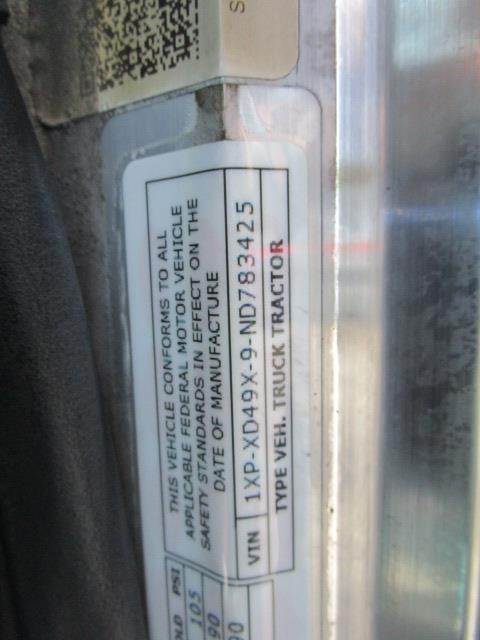 THIS VEHICLE CONFORMS TO ALL
APPLICABLE FEDERAL MOTOR VEHICLE
SAFETY STANDARDS IN EFFECT ON THE
DATE OF MANUFACTURE
VIN 1XP-XD49X-9-ND783425
TYPE VEH. TRUCK TRACTOR
PSI
105
90
90
S